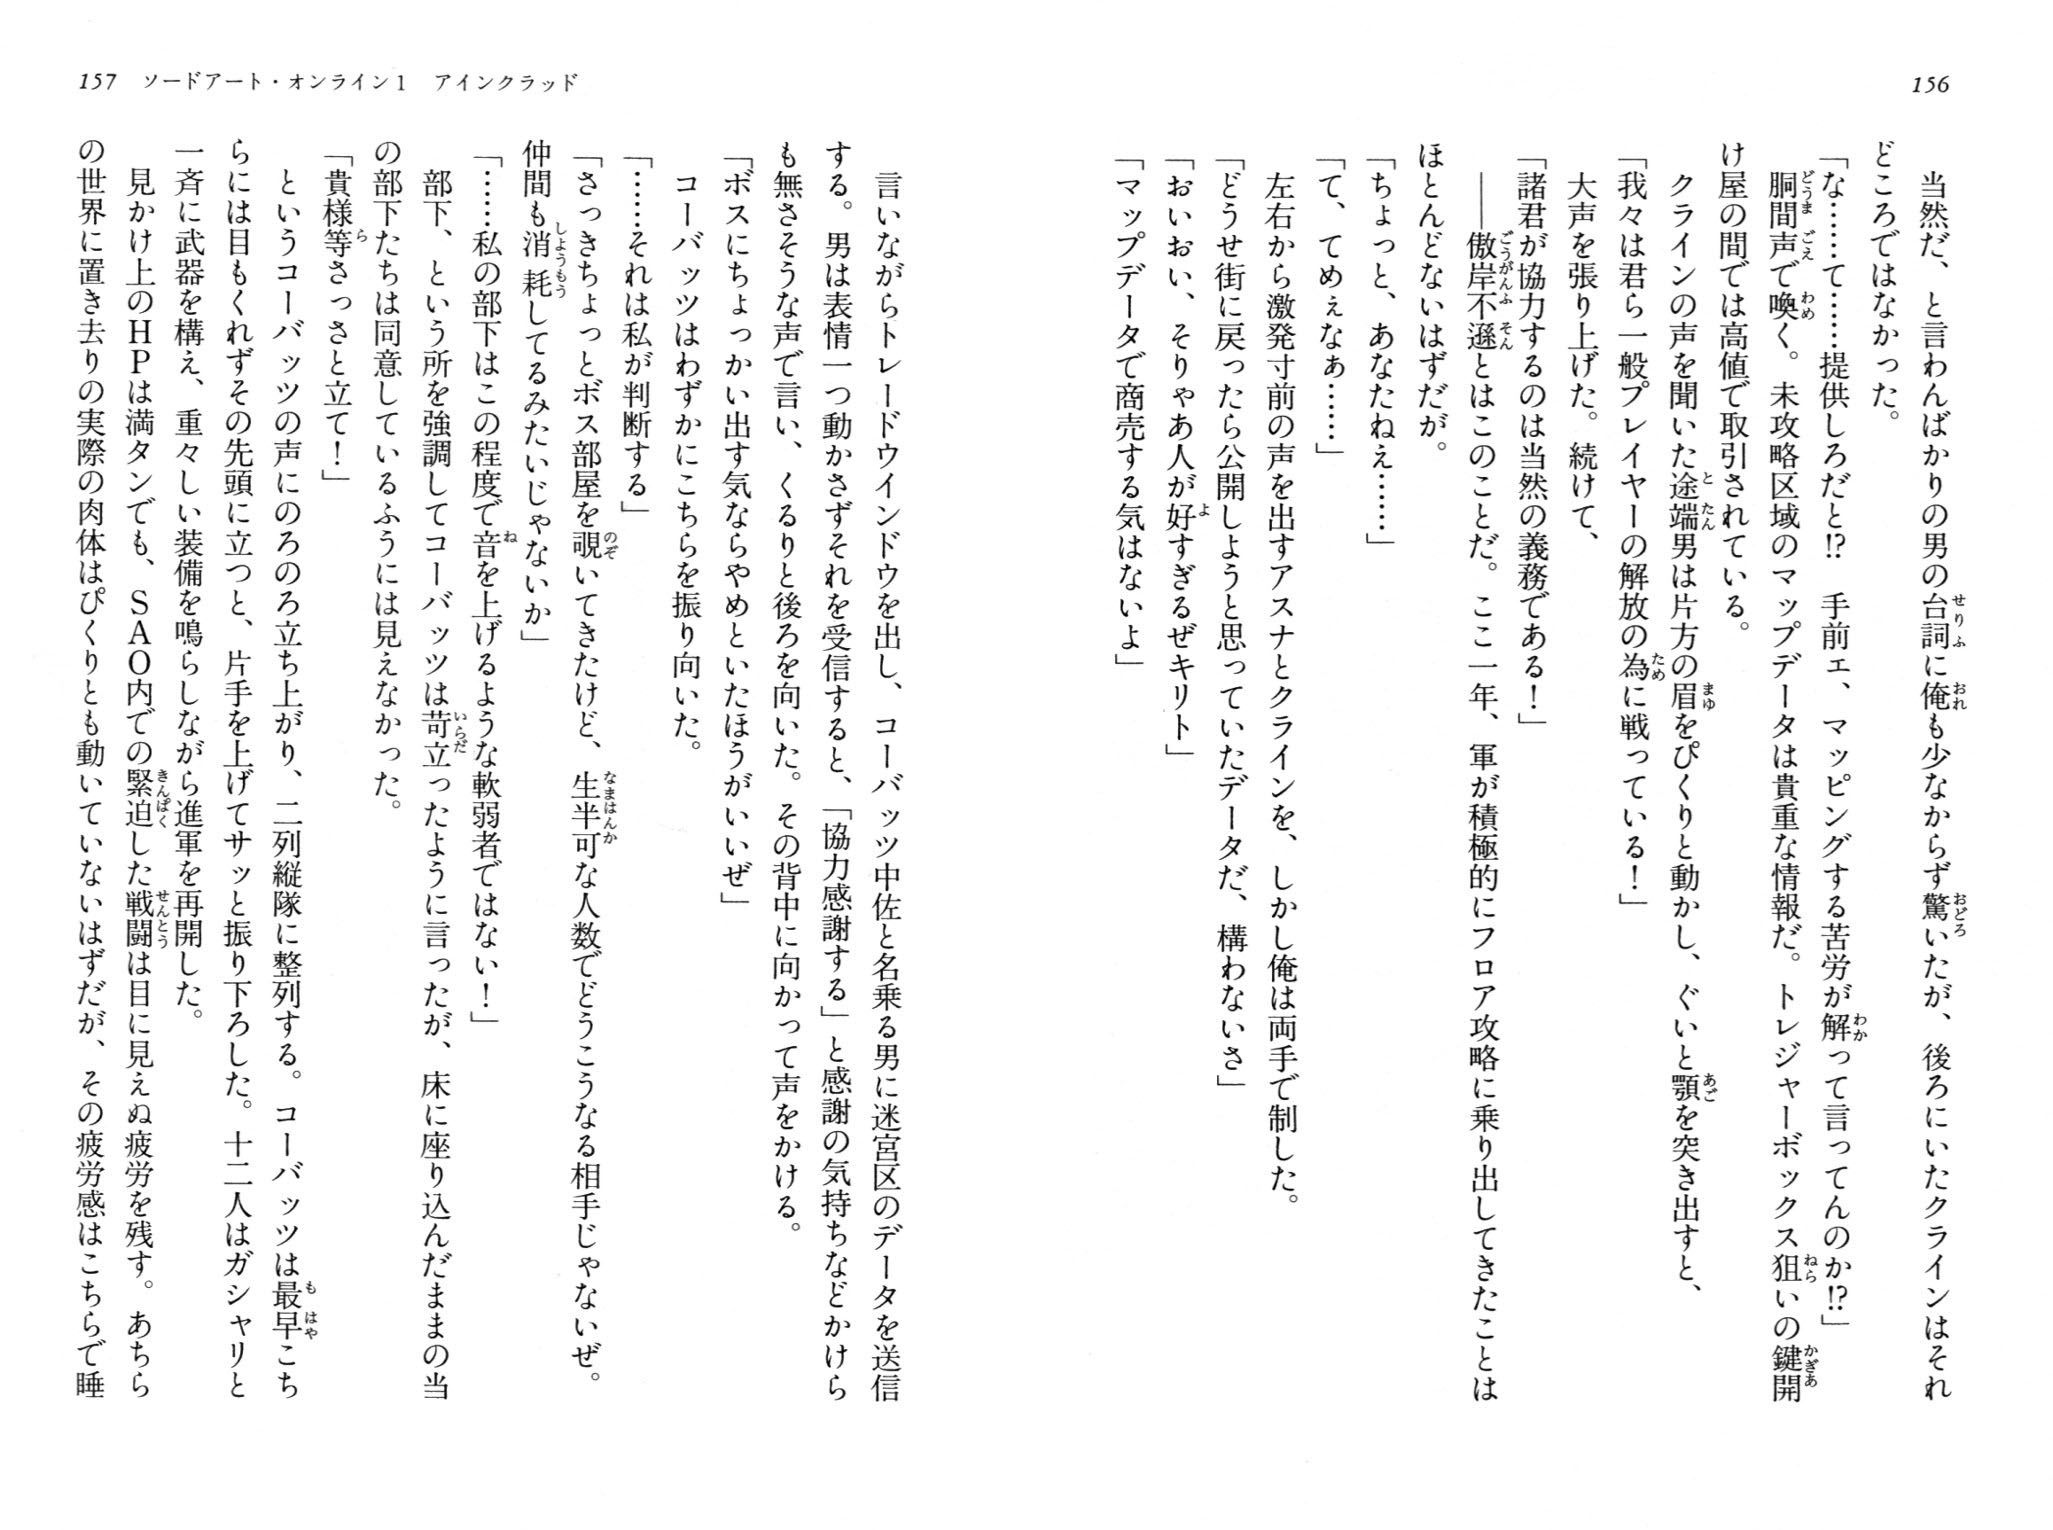 156
　当然だ、と言わんばかりの男の台詞に俺も少なからず驚いたが、後ろにいたクラインはそれ
どころではなかった。
「な……て……提供しろだと⁉　手前ェ、マッピングする苦労が解って言ってんのか⁉」
　胴間声で喚く。未攻略区域のマップデータは貴重な情報だ。トレジャーボックス狙いの鍵開
け屋の間では高値で取引されている。
　クラインの声を聞いた途端男は片方の眉をぴくりと動かし、ぐいと顎を突き出すと、
「我々は君ら一般プレイヤーの解放の為に戦っている！」
　大声を張り上げた。続けて、
「諸君が協力するのは当然の義務である！」
　――傲岸不遜とはこのことだ。ここ一年、軍が積極的にフロア攻略に乗り出してきたことは
ほとんどないはずだが。
「ちょっと、あなたねえ……」
「て、てめぇなぁ……」
　左右から激発寸前の声を出すアスナとクラインを、しかし俺は両手で制した。
「どうせ街に戻ったら公開しようと思っていたデータだ、構わないさ」
「おいおい、そりゃあ人が好すぎるぜキリト」
「マップデータで商売する気はないよ」
157　ソードアート・オンライン1　アインクラッド
　言いながらトレードウインドウを出し、コーバッツ中佐と名乗る男に迷宮区のデータを送信
する。男は表情一つ動かさずそれを受信すると、「協力感謝する」と感謝の気持ちなどかけら
も無さそうな声で言い、くるりと後ろを向いた。その背中に向かって声をかける。
「ボスにちょっかい出す気ならやめといたほうがいいぜ」
　コーバッツはわずかにこちらを振り向いた。
「……それは私が判断する」
「さっきちょっとボス部屋を覗いてきたけど、生半可な人数でどうこうなる相手じゃないぜ。
仲間も消耗してるみたいじゃないか」
「……私の部下はこの程度で音を上げるような軟弱者ではない！」
　部下、という所を強調してコーバッツは苛立ったように言ったが、床に座り込んだままの当
の部下たちは同意しているふうには見えなかった。
「貴様等さっさと立て！」
　というコーバッツの声にのろのろ立ち上がり、二列縦隊に整列する。コーバッツは最早こち
らには目もくれずその先頭に立つと、片手を上げてサッと振り下ろした。十二人はガシャリと
一斉に武器を構え、重々しい装備を鳴らしながら進軍を再開した。
　見かけ上のＨＰは満タンでも、ＳＡＯ内での緊迫した戦闘は目に見えぬ疲労を残す。あちら
の世界に置き去りの実際の肉体はぴくりとも動いていないはずだが、その疲労感はこちらで睡